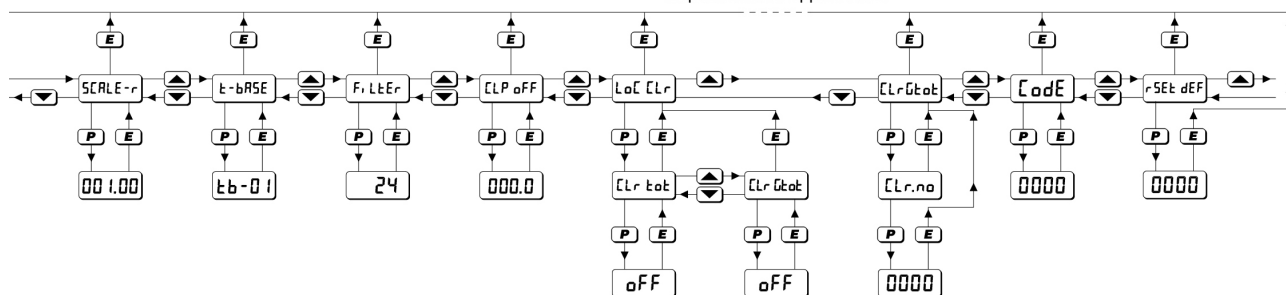 E E E E E E E E
SCALE-r t-bASE FiLtEr CLP oFF LoC CLr CLrGtot CodE rSEt dEF
P E P E P E P E P E E P E P E P E
001.00 tb-01 24 000.0 CLr tot CLr Gtot CLr.no 0000 0000
P E P E P E
oFF oFF 0000